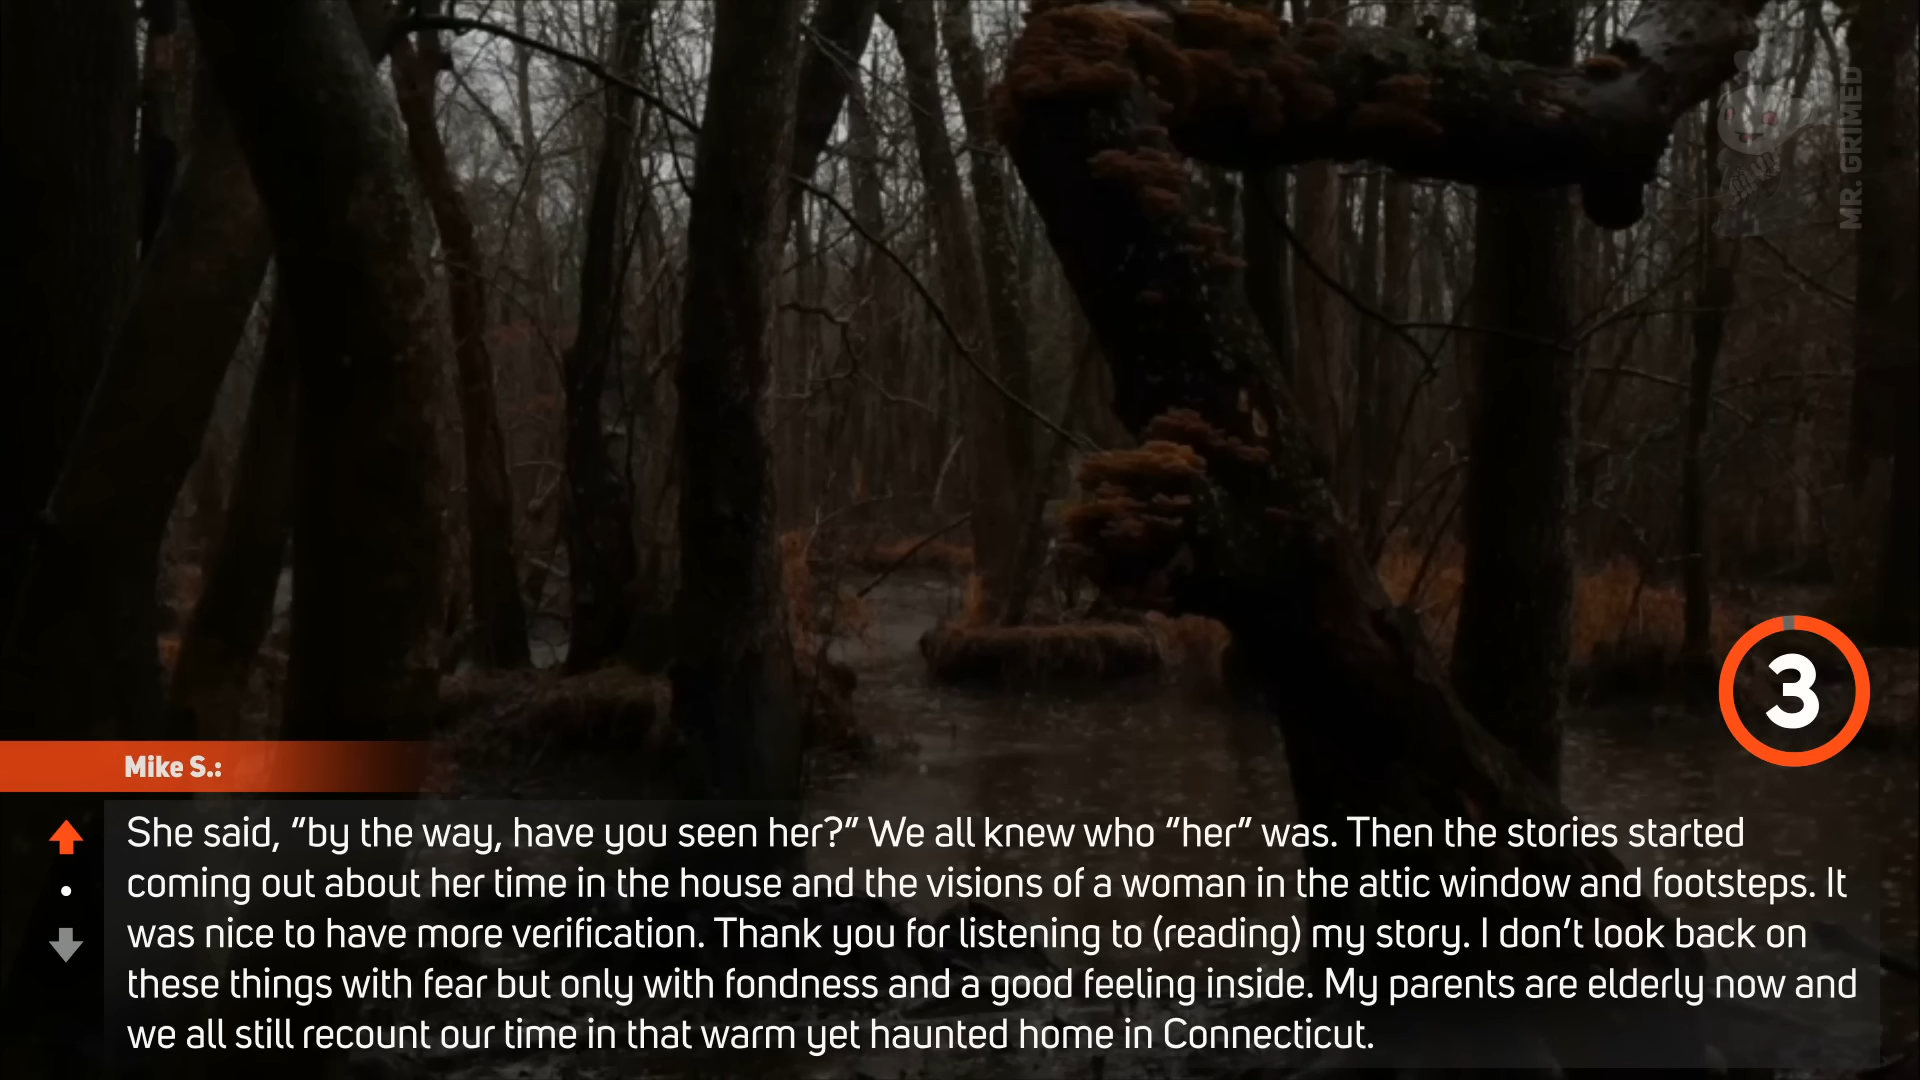 MR. GRIMED
3
Mike S.:
She said, “by the way, have you seen her?” We all knew who “her” was. Then the stories started
coming out about her time in the house and the visions of a woman in the attic window and footsteps. It
was nice to have more verification. Thank you for listening to (reading) my story. I don’t look back on
these things with fear but only with fondness and a good feeling inside. My parents are elderly now and
we all still recount our time in that warm yet haunted home in Connecticut.